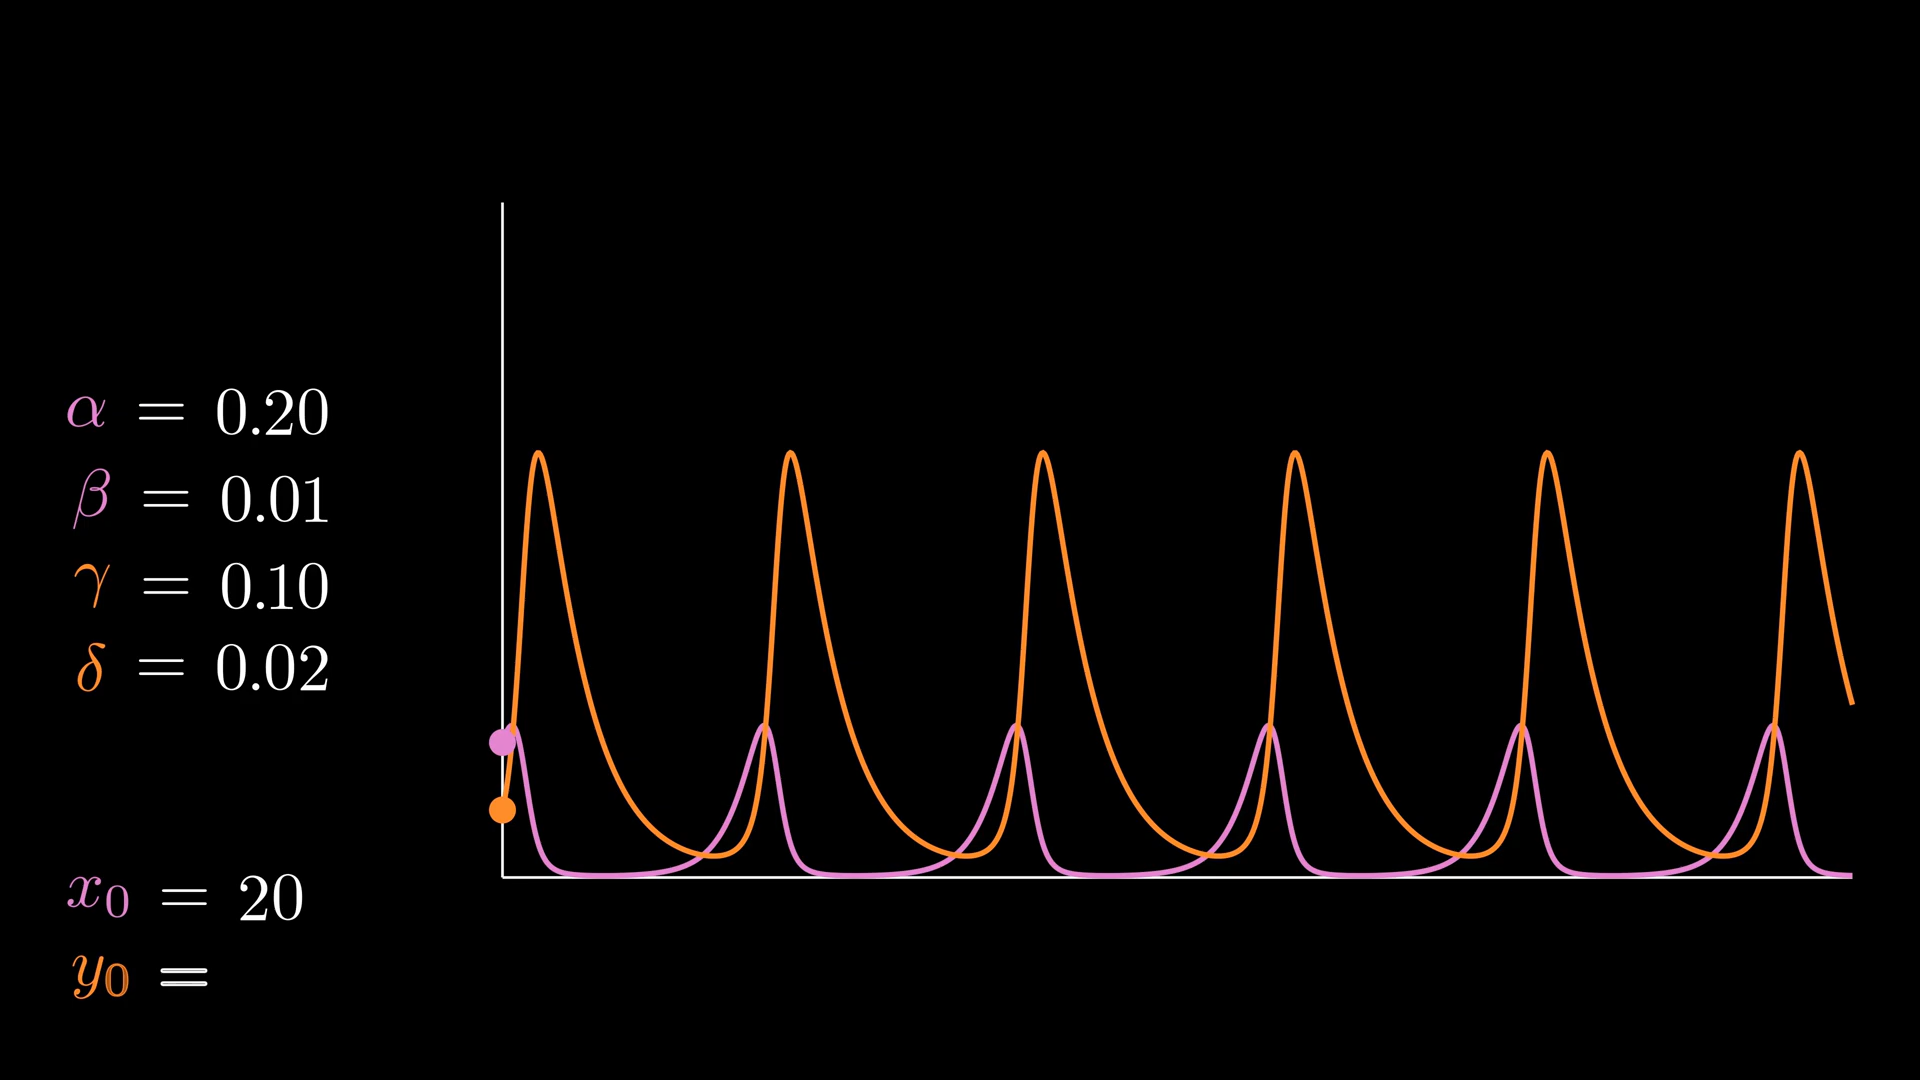 α = 0.20
β = 0.01
γ = 0.10
δ = 0.02
x₀ = 20
y₀ =